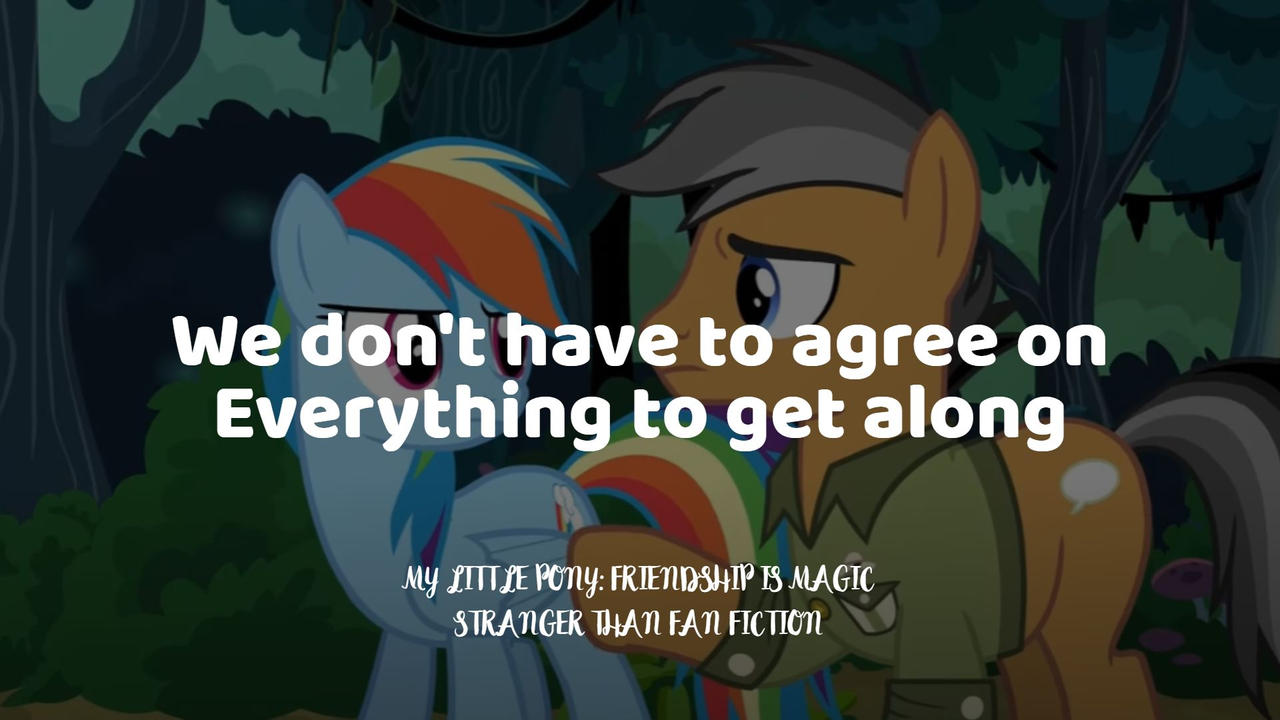 We don't have to agree on
Everything to get along
MY LITTLE PONY: FRIENDSHIP IS MAGIC
STRANGER THAN FAN FICTION